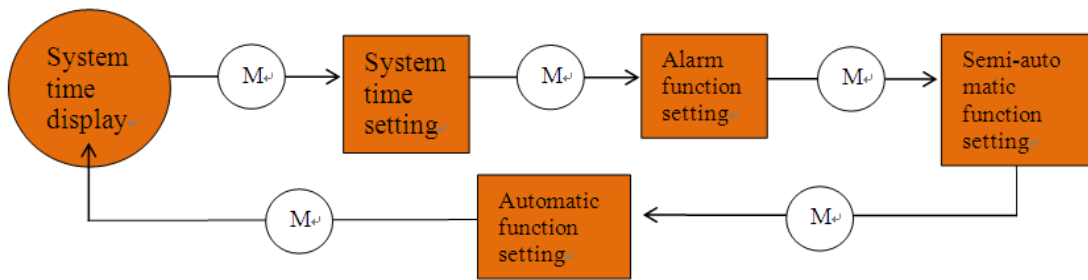 System
time
display
M
System
time
setting
M
Alarm
function
setting
M
Semi-auto
matic
function
setting
M
Automatic
function
setting
M